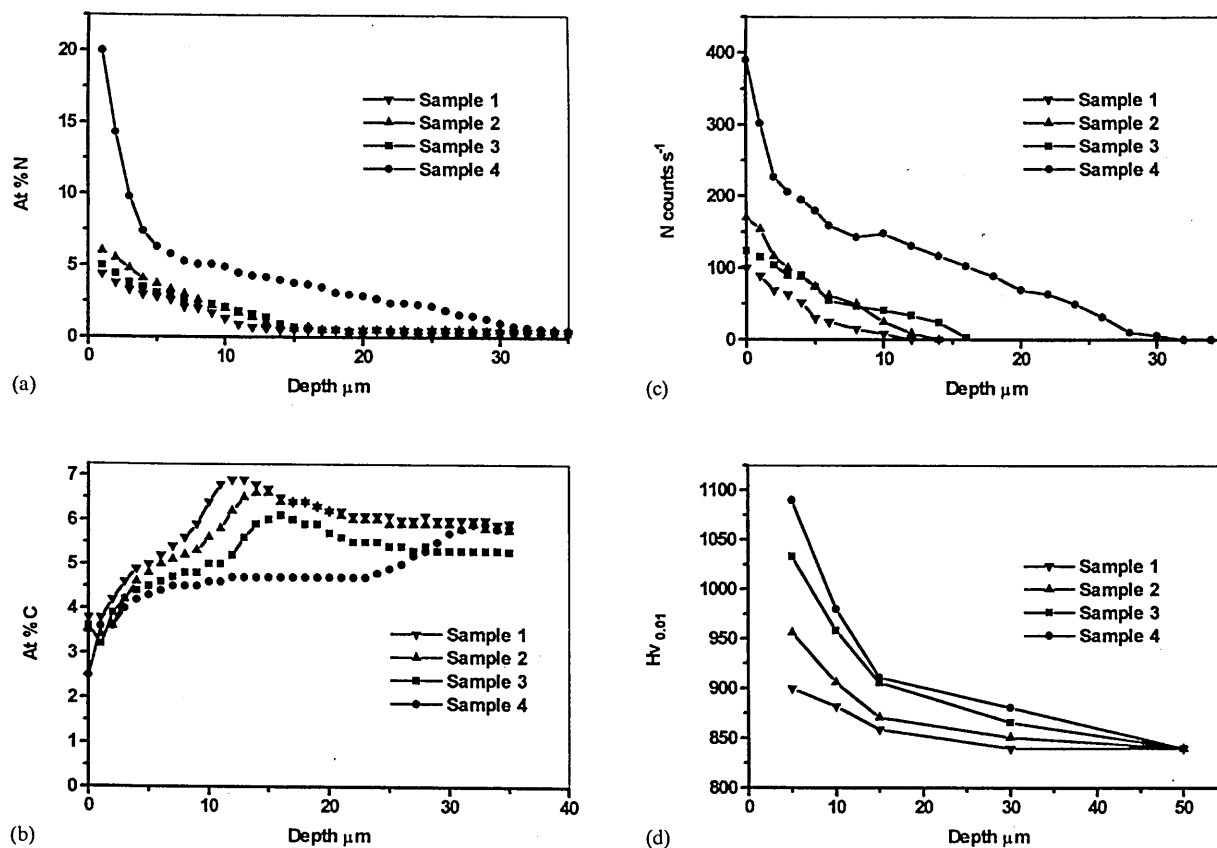 20
15
10
5
0
At % N
Sample 1
Sample 2
Sample 3
Sample 4
0 10 20 30
Depth μm
(a)
400
300
200
100
0
N counts s-1
Sample 1
Sample 2
Sample 3
Sample 4
0 10 20 30
Depth μm
(c)
7
6
5
4
3
2
1
0
At % C
Sample 1
Sample 2
Sample 3
Sample 4
0 10 20 30 40
Depth μm
(b)
1100
1050
1000
950
900
850
800
Hv 0.01
Sample 1
Sample 2
Sample 3
Sample 4
0 10 20 30 40 50
Depth μm
(d)